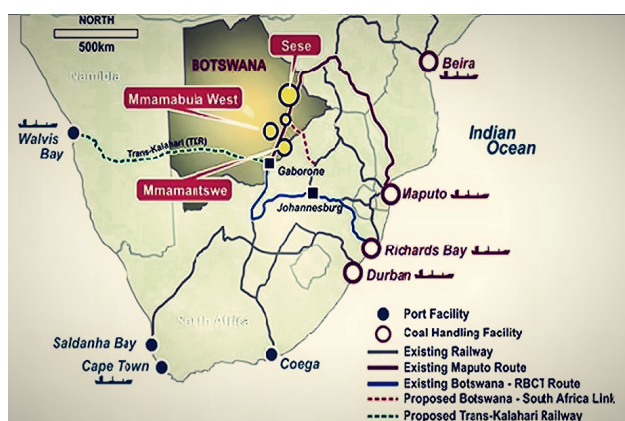 NORTH
500km
Namibia
BOTSWANA
Sese
Beira
Mmamabula West
Walvis
Bay
Trans-Kalahari (TKR)
Indian
Ocean
Gaborone
Mmamantswe
Johannesburg
Maputo
Richards Bay
Durban
South Africa
Saldanha Bay
Cape Town
Coega
Port Facility
Coal Handling Facility
Existing Railway
Existing Maputo Route
Existing Botswana - RBCT Route
Proposed Botswana - South Africa Link
Proposed Trans-Kalahari Railway